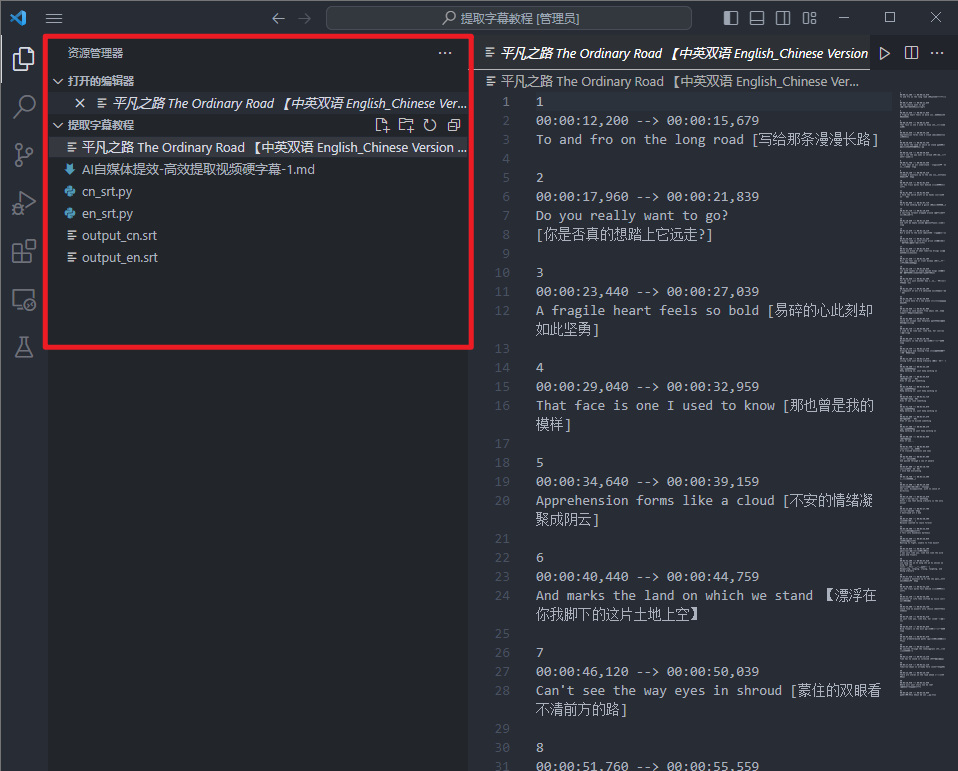 提取字幕教程 [管理员]
资源管理器
打开的编辑器
平凡之路 The Ordinary Road 【中英双语 English_Chinese Ver...
提取字幕教程
平凡之路 The Ordinary Road 【中英双语 English_Chinese Version ...
AI自媒体提效-高效提取视频硬字幕-1.md
cn_srt.py
en_srt.py
output_cn.srt
output_en.srt
平凡之路 The Ordinary Road 【中英双语 English_Chinese Version
平凡之路 The Ordinary Road 【中英双语 English_Chinese Ver...
1 1
2 00:00:12,200 --> 00:00:15,679
3 To and fro on the long road [写给那条漫漫长路]
4
5 2
6 00:00:17,960 --> 00:00:21,839
7 Do you really want to go?
8 [你是否真的想踏上它远走?]
9
10 3
11 00:00:23,440 --> 00:00:27,039
12 A fragile heart feels so bold [易碎的心此刻却
如此坚勇]
13
14 4
15 00:00:29,040 --> 00:00:32,959
16 That face is one I used to know [那也曾是我的
模样]
17
18 5
19 00:00:34,640 --> 00:00:39,159
20 Apprehension forms like a cloud [不安的情绪凝
聚成阴云]
21
22 6
23 00:00:40,440 --> 00:00:44,759
24 And marks the land on which we stand 【漂浮在
你我脚下的这片土地上空】
25
26 7
27 00:00:46,120 --> 00:00:50,039
28 Can't see the way eyes in shroud [蒙住的双眼看
不清前方的路]
29
30 8
31 00:00:51,760 --> 00:00:55,559